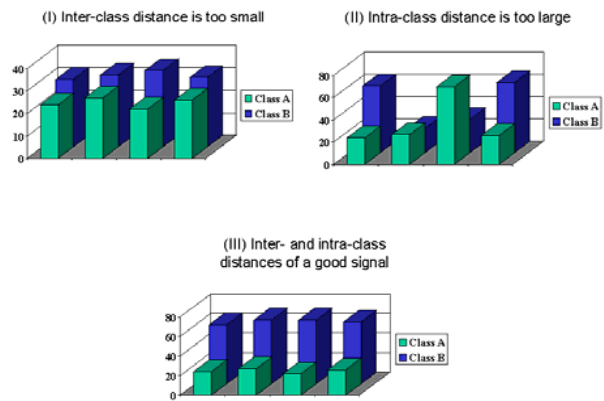 (I) Inter-class distance is too small
40
30
20
10
0
Class A
Class B
(II) Intra-class distance is too large
80
60
40
20
0
Class A
Class B
(III) Inter- and intra-class
distances of a good signal
80
60
40
20
0
Class A
Class B